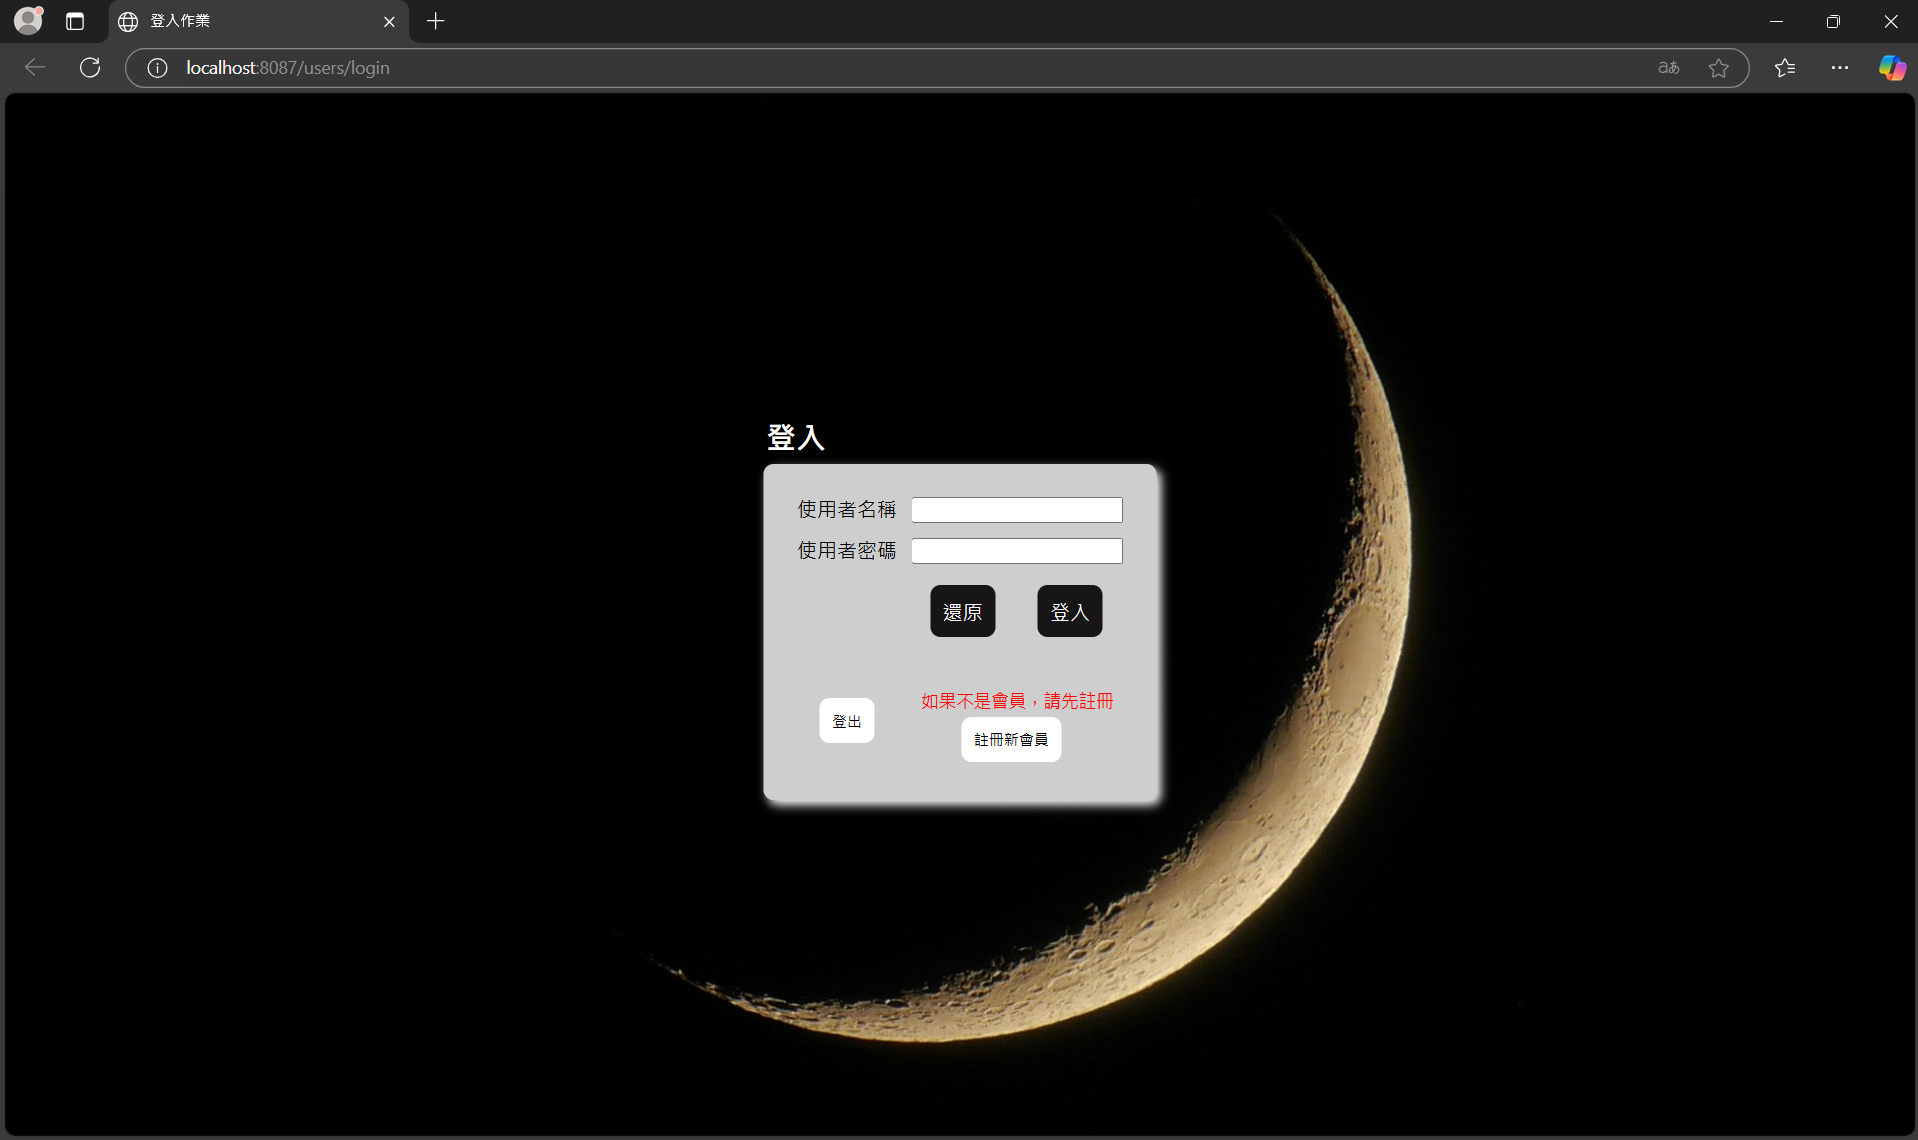 登入作業
localhost:8087/users/login
aあ
登入
使用者名稱
使用者密碼
還原 登入
如果不是會員，請先註冊
登出
註冊新會員